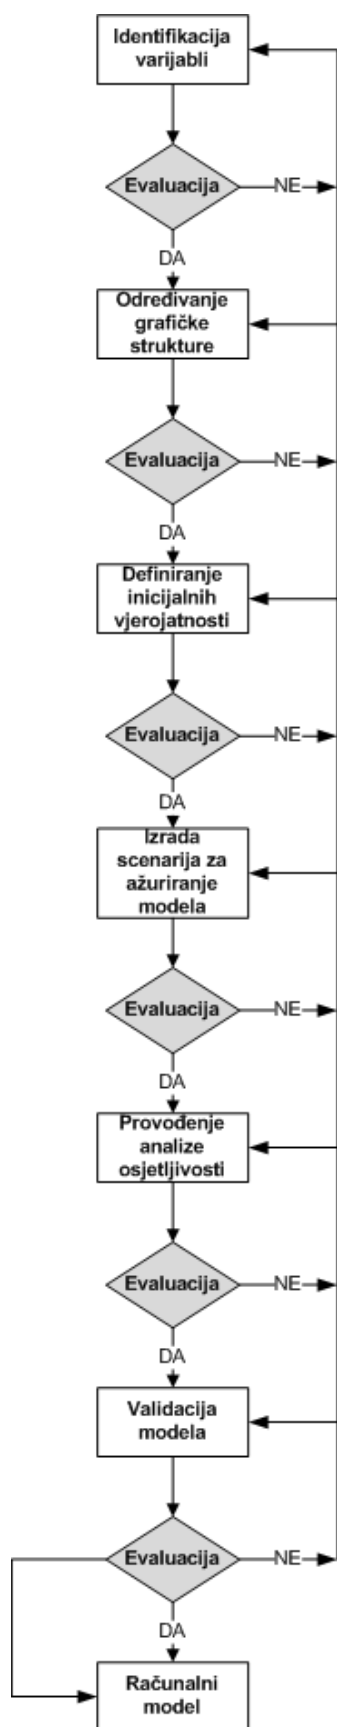 Identifikacija
varijabli
Evaluacija
NE
DA
Određivanje
grafičke
strukture
Evaluacija
NE
DA
Definiranje
inicijalnih
vjerojatnosti
Evaluacija
NE
DA
Izrada
scenarija za
ažuriranje
modela
Evaluacija
NE
DA
Provođenje
analize
osjetljivosti
Evaluacija
NE
DA
Validacija
modela
Evaluacija
NE
DA
Računalni
model